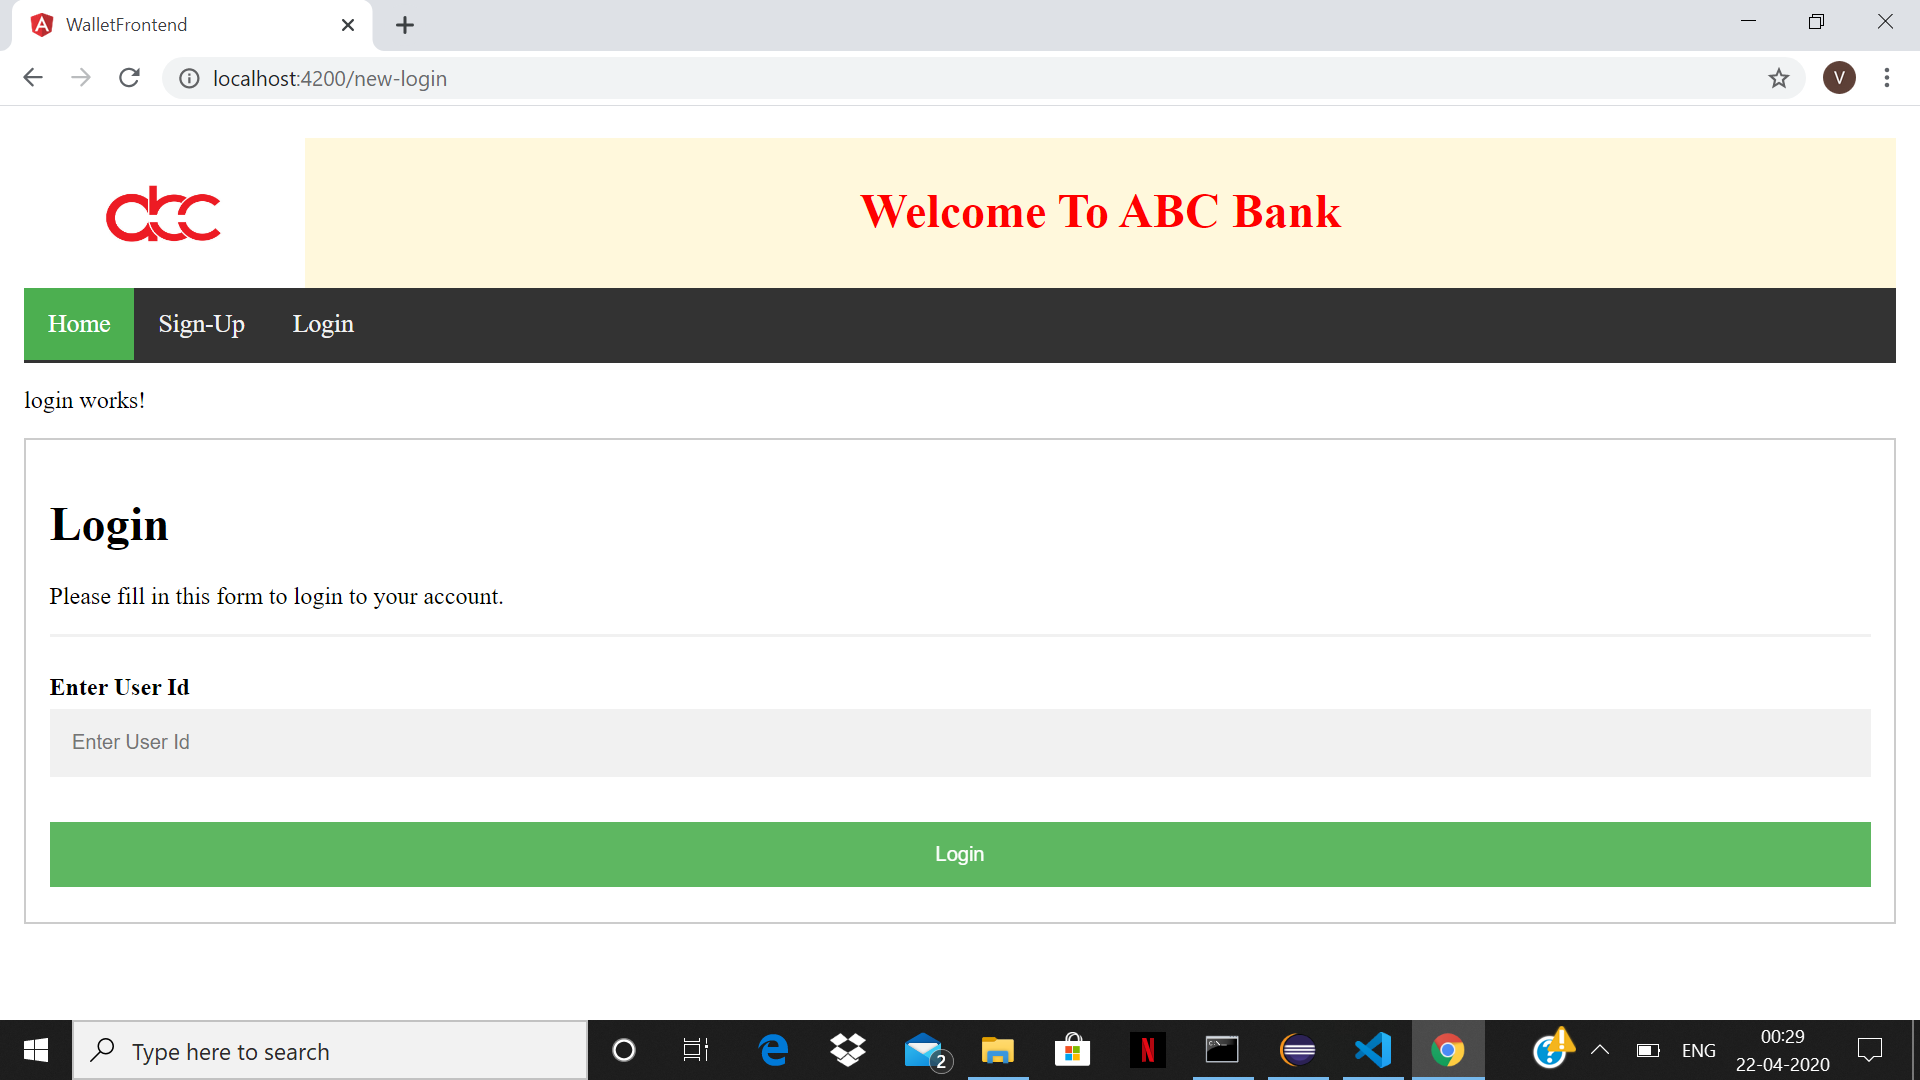 WalletFrontend
localhost:4200/new-login
V
abc
Welcome To ABC Bank
Home Sign-Up Login
login works!
Login
Please fill in this form to login to your account.
Enter User Id
Enter User Id
Login
Type here to search
2
N
ENG
00:29
22-04-2020